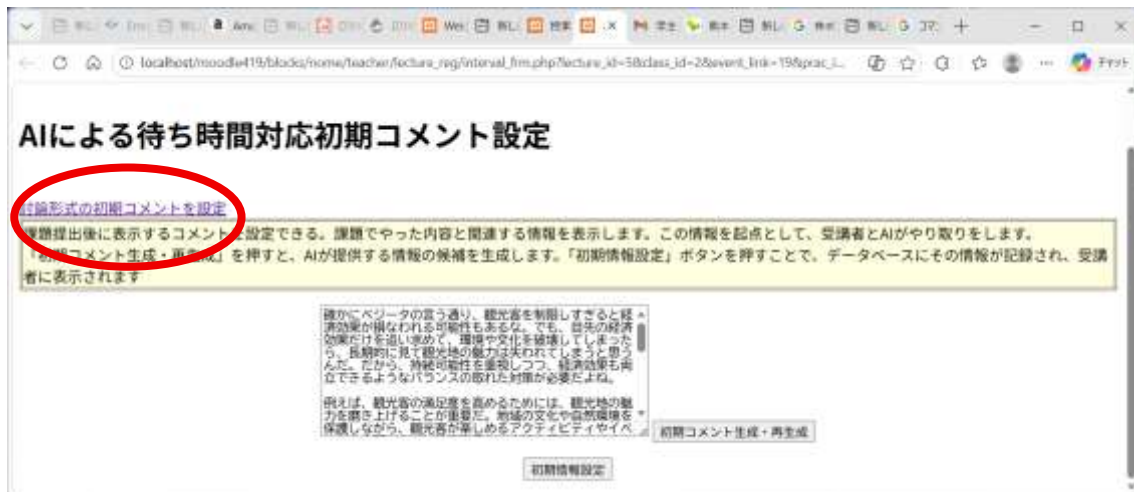 localhost/moodle419/blocks/nome/teacher/lecture_reg/interval_frm.php?lecture_id=58class_id=28event_link=19&prac_i...
AIによる待ち時間対応初期コメント設定
討論形式の初期コメントを設定
課題提出後に表示するコメントを設定できる。課題でやった内容と関連する情報を表示します。この情報を起点として、受講者とAIがやり取りをします。
「初期コメント生成・再生成」を押すと、AIが提供する情報の候補を生成します。「初期情報設定」ボタンを押すことで、データベースにその情報が記録され、受講
者に表示されます
確かにベジータの言う通り、観光客を制限しすぎると経
済効果が損なわれる可能性もあるな。でも、目先の経済
効果だけを追い求めて、環境や文化を破壊してしまった
ら、長期的に見て観光地の魅力は失われてしまうと思う
んだ。だから、持続可能性を重視しつつ、経済効果も両
立できるようなバランスの取れた対策が必要だよね。
例えば、観光客の満足度を高めるためには、観光地の魅
力を磨き上げることが重要だ。地域の文化や自然環境を
保護しながら、観光客が楽しめるアクティビティやイベ
初期コメント生成・再生成
初期情報設定